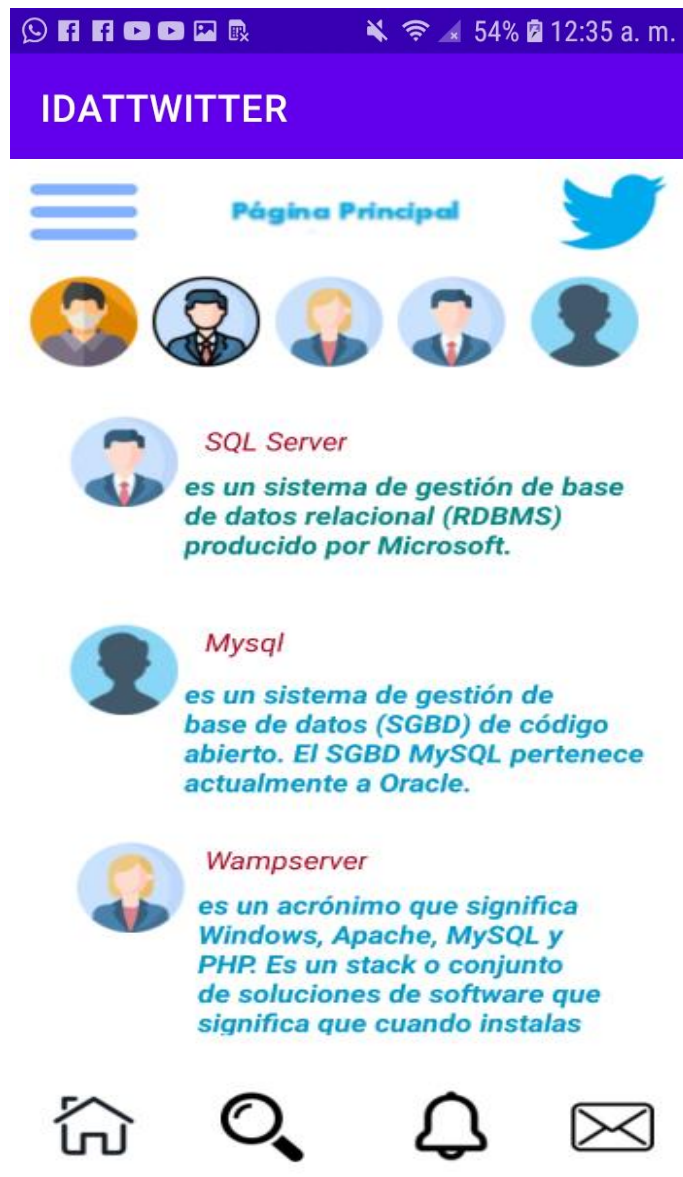 54% 12:35 a. m.
IDATTWITTER
Página Principal
SQL Server
es un sistema de gestión de base
de datos relacional (RDBMS)
producido por Microsoft.
Mysql
es un sistema de gestión de
base de datos (SGBD) de código
abierto. El SGBD MySQL pertenece
actualmente a Oracle.
Wampserver
es un acrónimo que significa
Windows, Apache, MySQL y
PHP. Es un stack o conjunto
de soluciones de software que
significa que cuando instalas